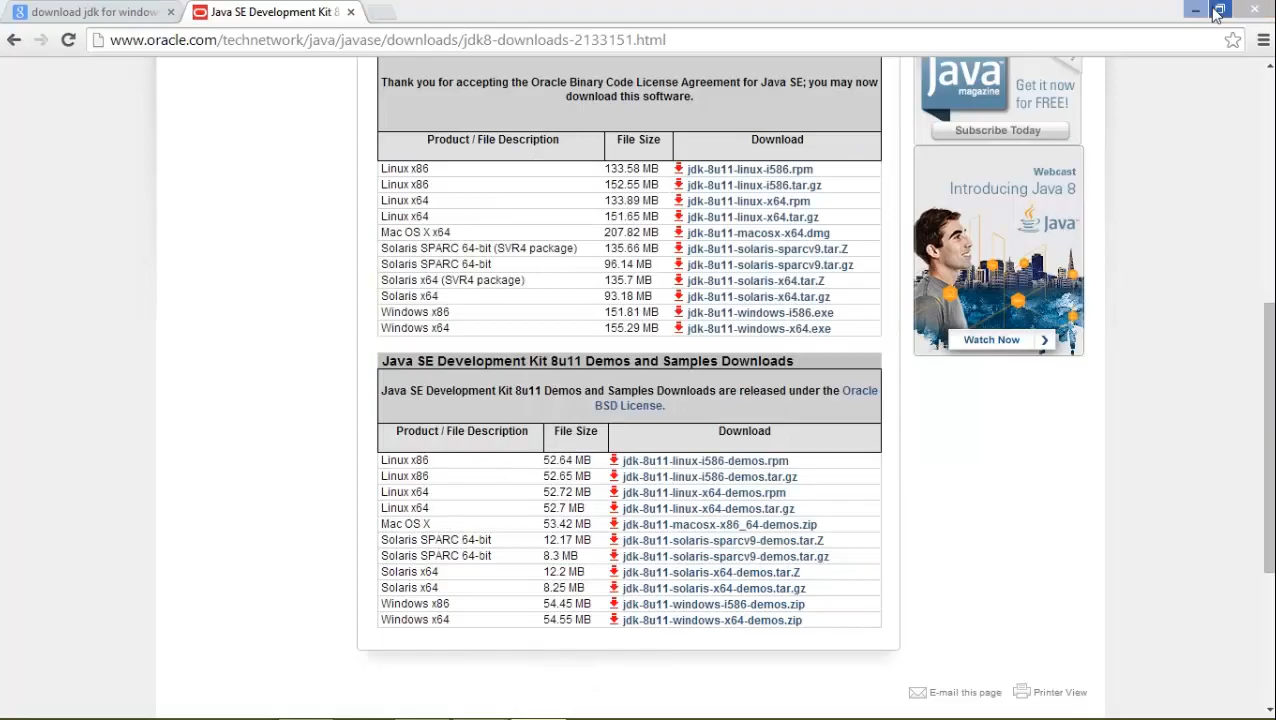 download jdk for window
Java SE Development Kit 8
www.oracle.com/technetwork/java/javase/downloads/jdk8-downloads-2133151.html
Thank you for accepting the Oracle Binary Code License Agreement for Java SE; you may now
download this software.
Product / File Description File Size Download
Linux x86 133.58 MB jdk-8u11-linux-i586.rpm
Linux x86 152.55 MB jdk-8u11-linux-i586.tar.gz
Linux x64 133.89 MB jdk-8u11-linux-x64.rpm
Linux x64 151.65 MB jdk-8u11-linux-x64.tar.gz
Mac OS X x64 207.82 MB jdk-8u11-macosx-x64.dmg
Solaris SPARC 64-bit (SVR4 package) 135.66 MB jdk-8u11-solaris-sparcv9.tar.Z
Solaris SPARC 64-bit 96.14 MB jdk-8u11-solaris-sparcv9.tar.gz
Solaris x64 (SVR4 package) 135.7 MB jdk-8u11-solaris-x64.tar.Z
Solaris x64 93.18 MB jdk-8u11-solaris-x64.tar.gz
Windows x86 151.81 MB jdk-8u11-windows-i586.exe
Windows x64 155.29 MB jdk-8u11-windows-x64.exe
Java SE Development Kit 8u11 Demos and Samples Downloads
Java SE Development Kit 8u11 Demos and Samples Downloads are released under the Oracle
BSD License.
Product / File Description File Size Download
Linux x86 52.64 MB jdk-8u11-linux-i586-demos.rpm
Linux x86 52.65 MB jdk-8u11-linux-i586-demos.tar.gz
Linux x64 52.72 MB jdk-8u11-linux-x64-demos.rpm
Linux x64 52.7 MB jdk-8u11-linux-x64-demos.tar.gz
Mac OS X 53.42 MB jdk-8u11-macosx-x86_64-demos.zip
Solaris SPARC 64-bit 12.17 MB jdk-8u11-solaris-sparcv9-demos.tar.Z
Solaris SPARC 64-bit 8.3 MB jdk-8u11-solaris-sparcv9-demos.tar.gz
Solaris x64 12.2 MB jdk-8u11-solaris-x64-demos.tar.Z
Solaris x64 8.25 MB jdk-8u11-solaris-x64-demos.tar.gz
Windows x86 54.45 MB jdk-8u11-windows-i586-demos.zip
Windows x64 54.55 MB jdk-8u11-windows-x64-demos.zip
Java
magazine
Get it now
for FREE!
Subscribe Today
Webcast
Introducing Java 8
Java
Watch Now
E-mail this page Printer View